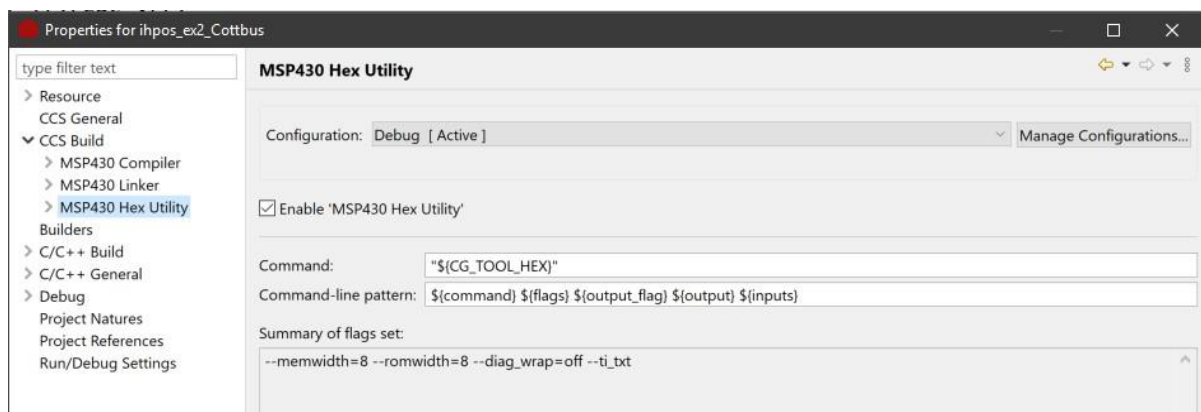 Properties for ihpos_ex2_Cottbus
type filter text
Resource
CCS General
CCS Build
MSP430 Compiler
MSP430 Linker
MSP430 Hex Utility
Builders
C/C++ Build
C/C++ General
Debug
Project Natures
Project References
Run/Debug Settings
MSP430 Hex Utility
Configuration: Debug [ Active ] Manage Configurations...
Enable 'MSP430 Hex Utility'
Command: "${CG_TOOL_HEX}"
Command-line pattern: ${command} ${flags} ${output_flag} ${output} ${inputs}
Summary of flags set:
--memwidth=8 --romwidth=8 --diag_wrap=off --ti_txt